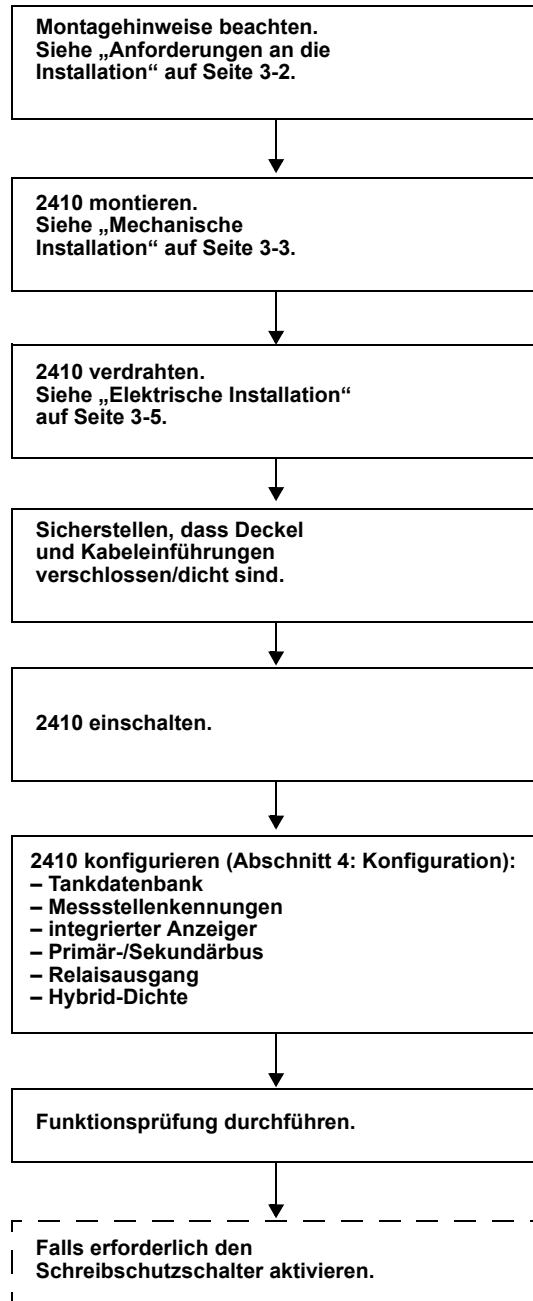 Montagehinweise beachten.
Siehe „Anforderungen an die
Installation“ auf Seite 3-2.
2410 montieren.
Siehe „Mechanische
Installation“ auf Seite 3-3.
2410 verdrahten.
Siehe „Elektrische Installation“
auf Seite 3-5.
Sicherstellen, dass Deckel
und Kabeleinführungen
verschlossen/dicht sind.
2410 einschalten.
2410 konfigurieren (Abschnitt 4: Konfiguration):
– Tankdatenbank
– Messstellenkennungen
– integrierter Anzeiger
– Primär-/Sekundärbus
– Relaisausgang
– Hybrid-Dichte
Funktionsprüfung durchführen.
Falls erforderlich den
Schreibschutzschalter aktivieren.